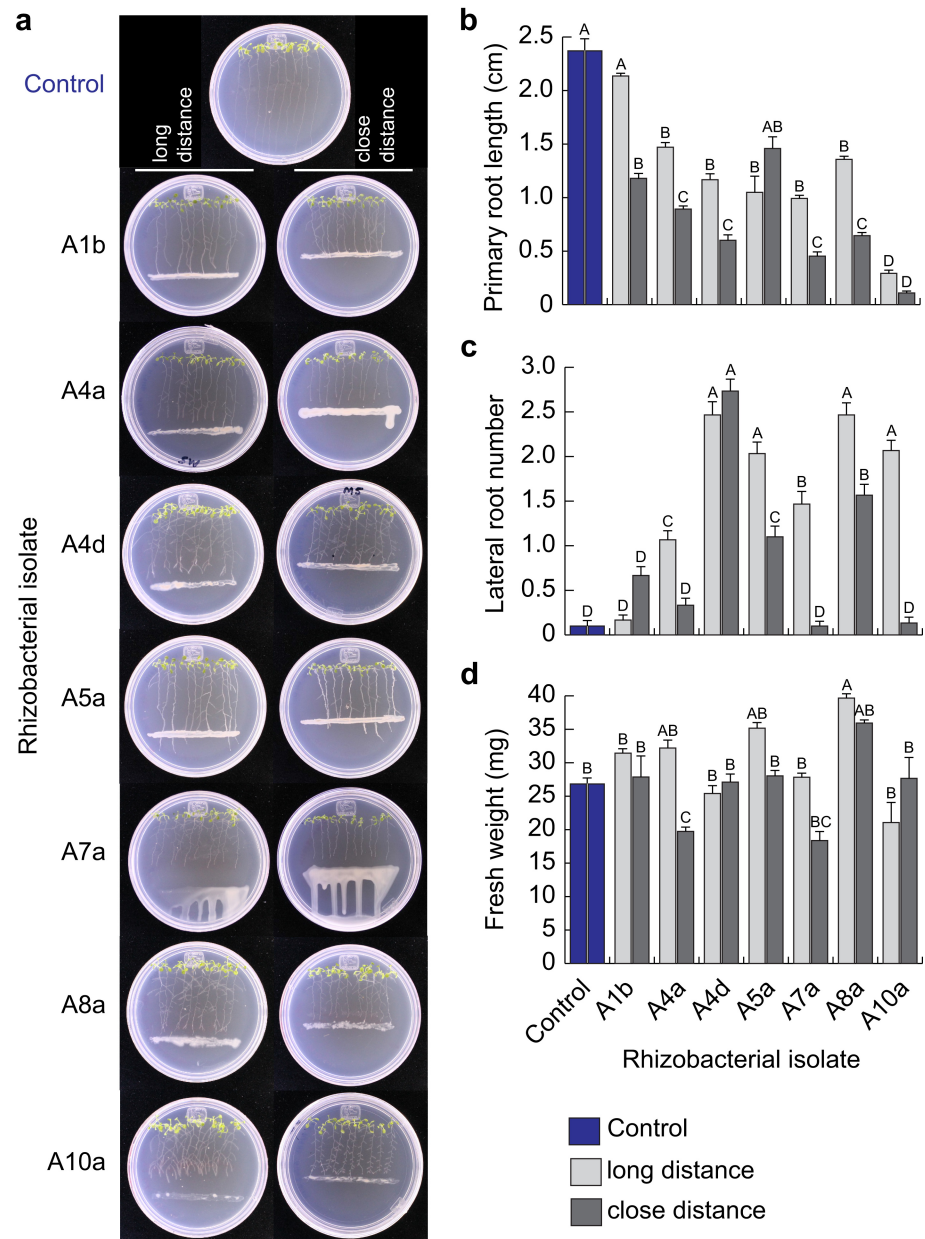 a
Control
long
distance
close
distance
A1b
A4a
SW
A4d
MS
A5a
A7a
A8a
A10a
Rhizobacterial isolate
b
Primary root length (cm)
2.5
2.0
1.5
1.0
0.5
0
A
A
B
B
C
B
C
B
AB
B
C
B
C
D
D
c
Lateral root number
3.0
2.5
2.0
1.5
1.0
0.5
0
D
D
D
C
D
A
A
A
C
B
D
A
B
A
D
d
Fresh weight (mg)
40
35
30
25
20
15
10
5
0
B
B
B
AB
C
B
B
AB
B
B
BC
A
AB
B
B
Control
A1b
A4a
A4d
A5a
A7a
A8a
A10a
Rhizobacterial isolate
Control
long distance
close distance